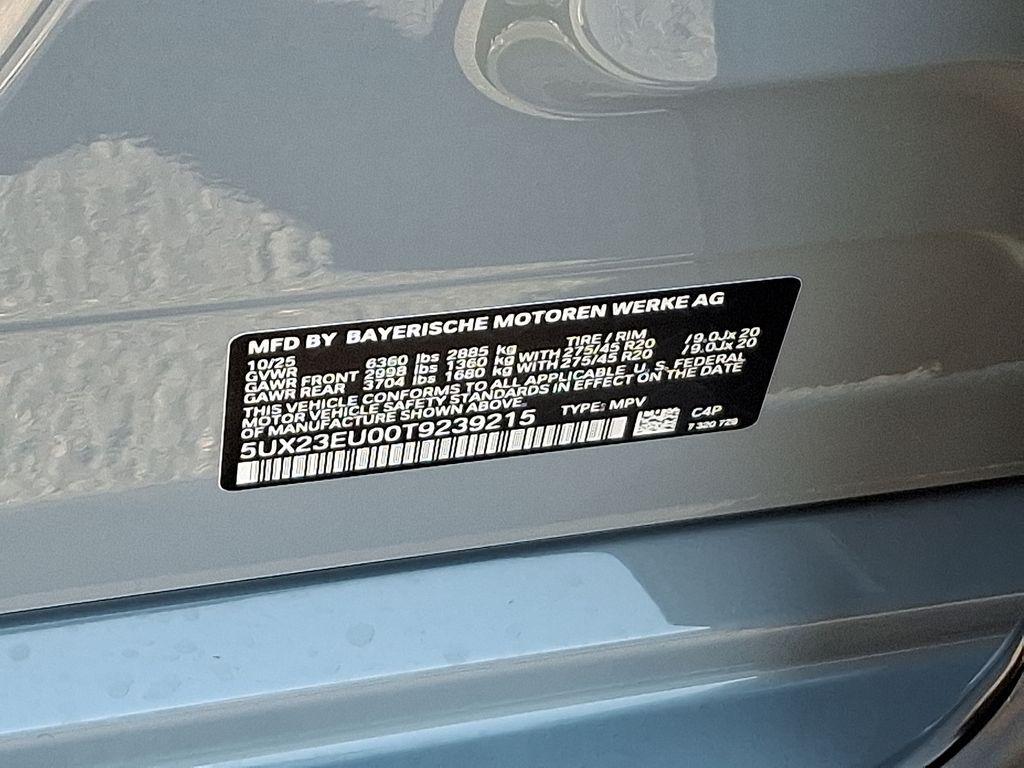 MFD BY BAYERISCHE MOTOREN WERKE AG
10/25 TIRE / RIM
GVWR 6360 lbs 2885 kg
GAWR FRONT 2998 lbs 1360 kg WITH 275/45 R20 /9.0Jx 20
GAWR REAR 3704 lbs 1680 kg WITH 275/45 R20 /9.0Jx 20
THIS VEHICLE CONFORMS TO ALL APPLICABLE U. S. FEDERAL
MOTOR VEHICLE SAFETY STANDARDS IN EFFECT ON THE DATE
OF MANUFACTURE SHOWN ABOVE.
5UX23EU00T9239215 TYPE: MPV C4P
7 320 728